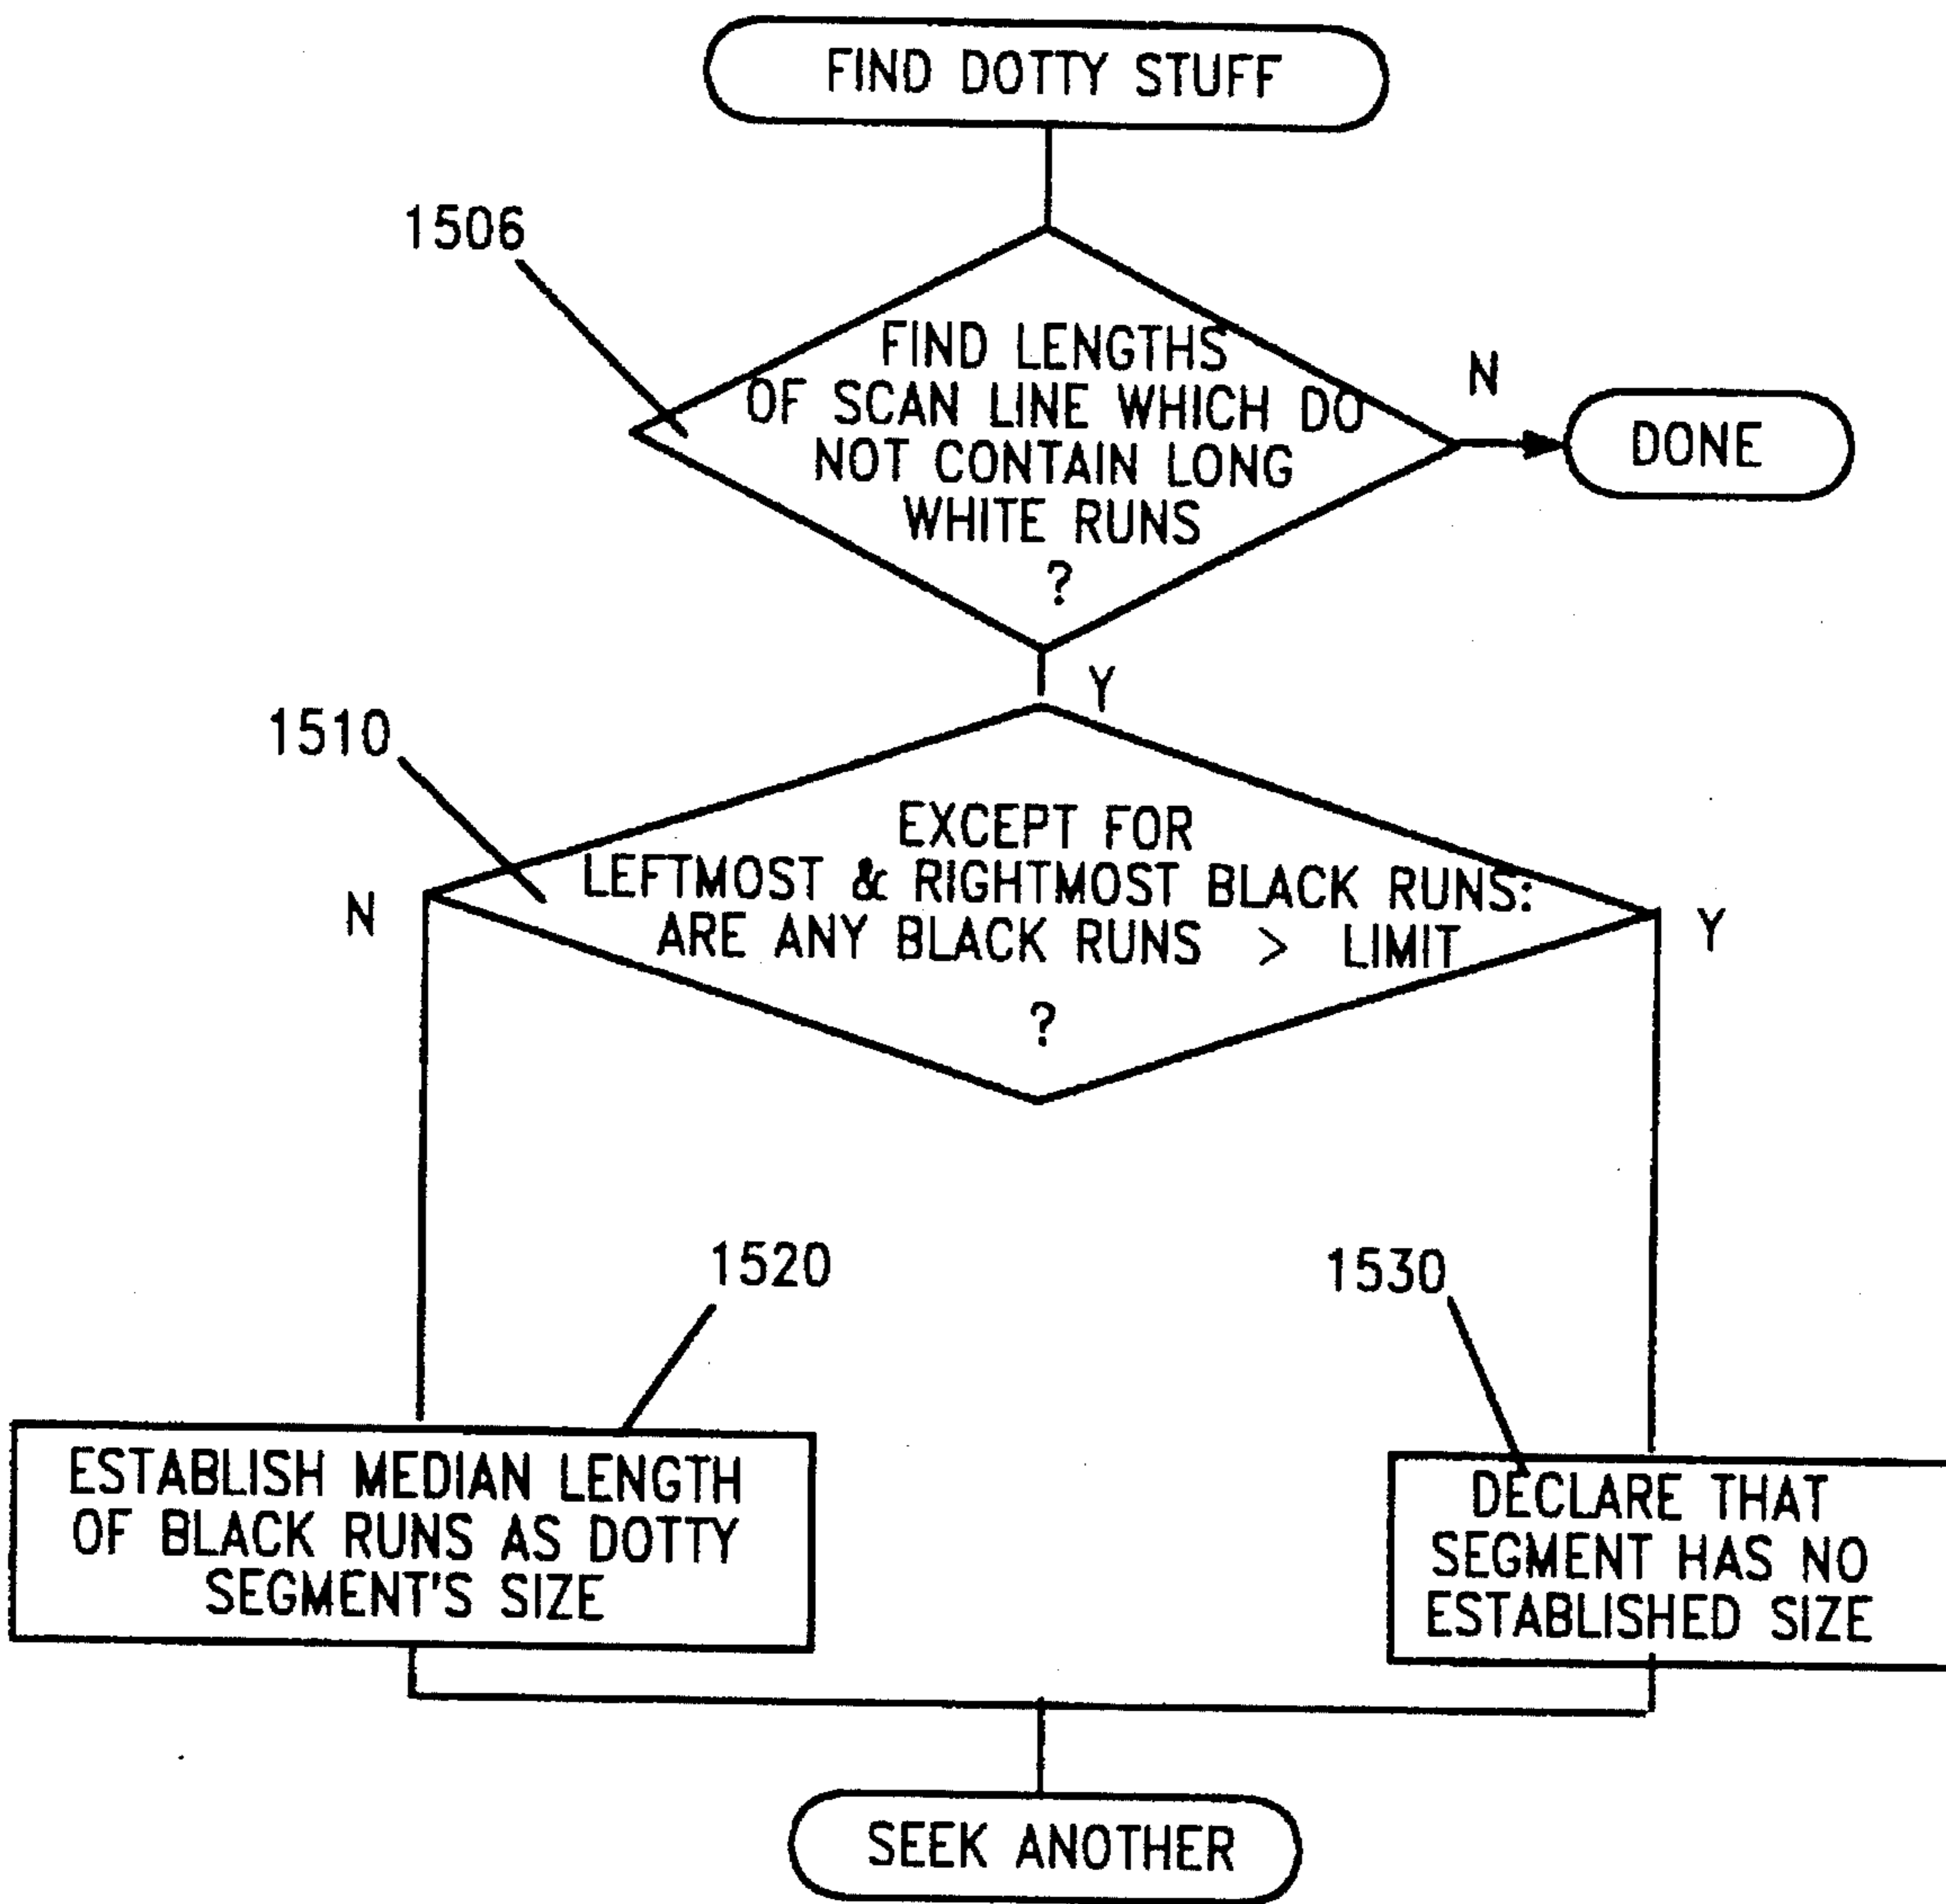 FIND DOTTY STUFF
1506
FIND LENGTHS
OF SCAN LINE WHICH DO
NOT CONTAIN LONG
WHITE RUNS
?
N
DONE
Y
1510
EXCEPT FOR
LEFTMOST & RIGHTMOST BLACK RUNS:
ARE ANY BLACK RUNS > LIMIT
?
N
Y
1520
1530
ESTABLISH MEDIAN LENGTH
OF BLACK RUNS AS DOTTY
SEGMENT'S SIZE
DECLARE THAT
SEGMENT HAS NO
ESTABLISHED SIZE
SEEK ANOTHER